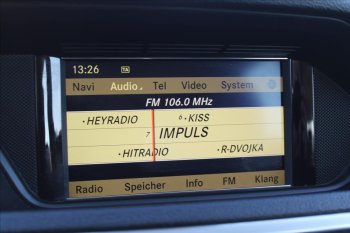 13:26 TA
Navi Audio Tel Video System
FM 106.0 MHz
·HEYRADIO 6·KISS
7 IMPULS
·HITRADIO ·R-DVOJKA
Radio Speicher Info FM Klang